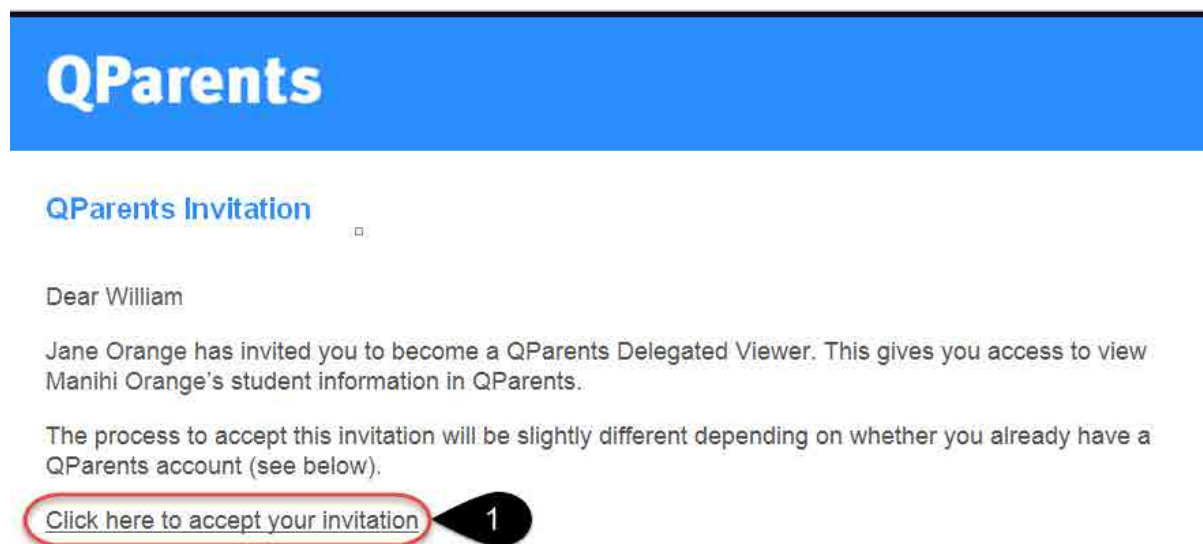 QParents
QParents Invitation
Dear William
Jane Orange has invited you to become a QParents Delegated Viewer. This gives you access to view
Manihi Orange's student information in QParents.
The process to accept this invitation will be slightly different depending on whether you already have a
QParents account (see below).
Click here to accept your invitation 1